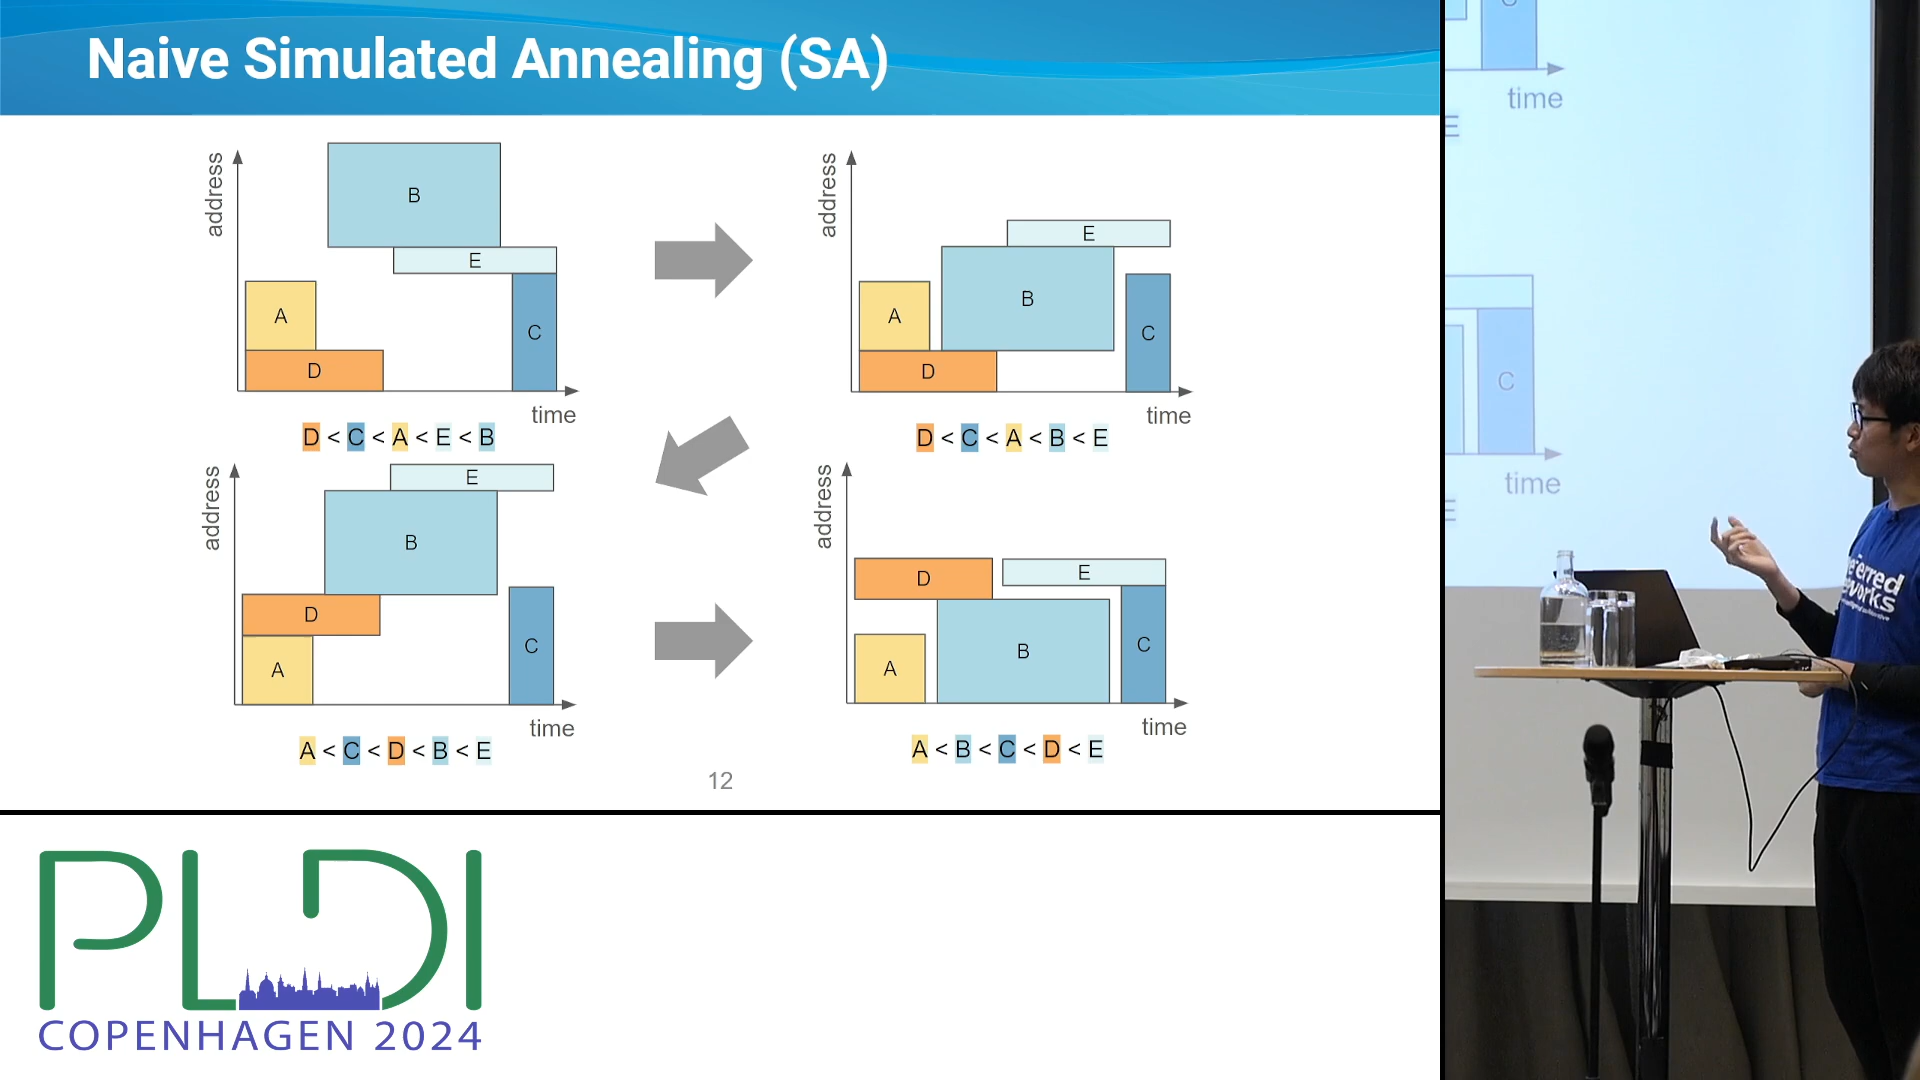 Naive Simulated Annealing (SA)
address
B
E
A
C
D
time
D < C < A < E < B
address
E
B
A
C
D
time
D < C < A < B < E
address
E
B
D
C
A
time
A < C < D < B < E
address
D
E
B
C
A
time
A < B < C < D < E
12
PLDI
COPENHAGEN 2024
C
time
E
C
time
E